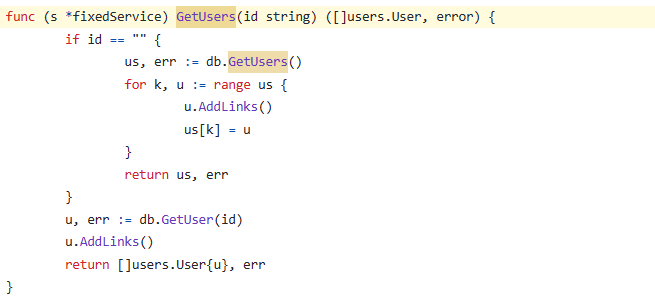 func (s *fixedService) GetUsers(id string) ([]users.User, error) {
        if id == "" {
                us, err := db.GetUsers()
                for k, u := range us {
                        u.AddLinks()
                        us[k] = u
                }
                return us, err
        }
        u, err := db.GetUser(id)
        u.AddLinks()
        return []users.User{u}, err
}